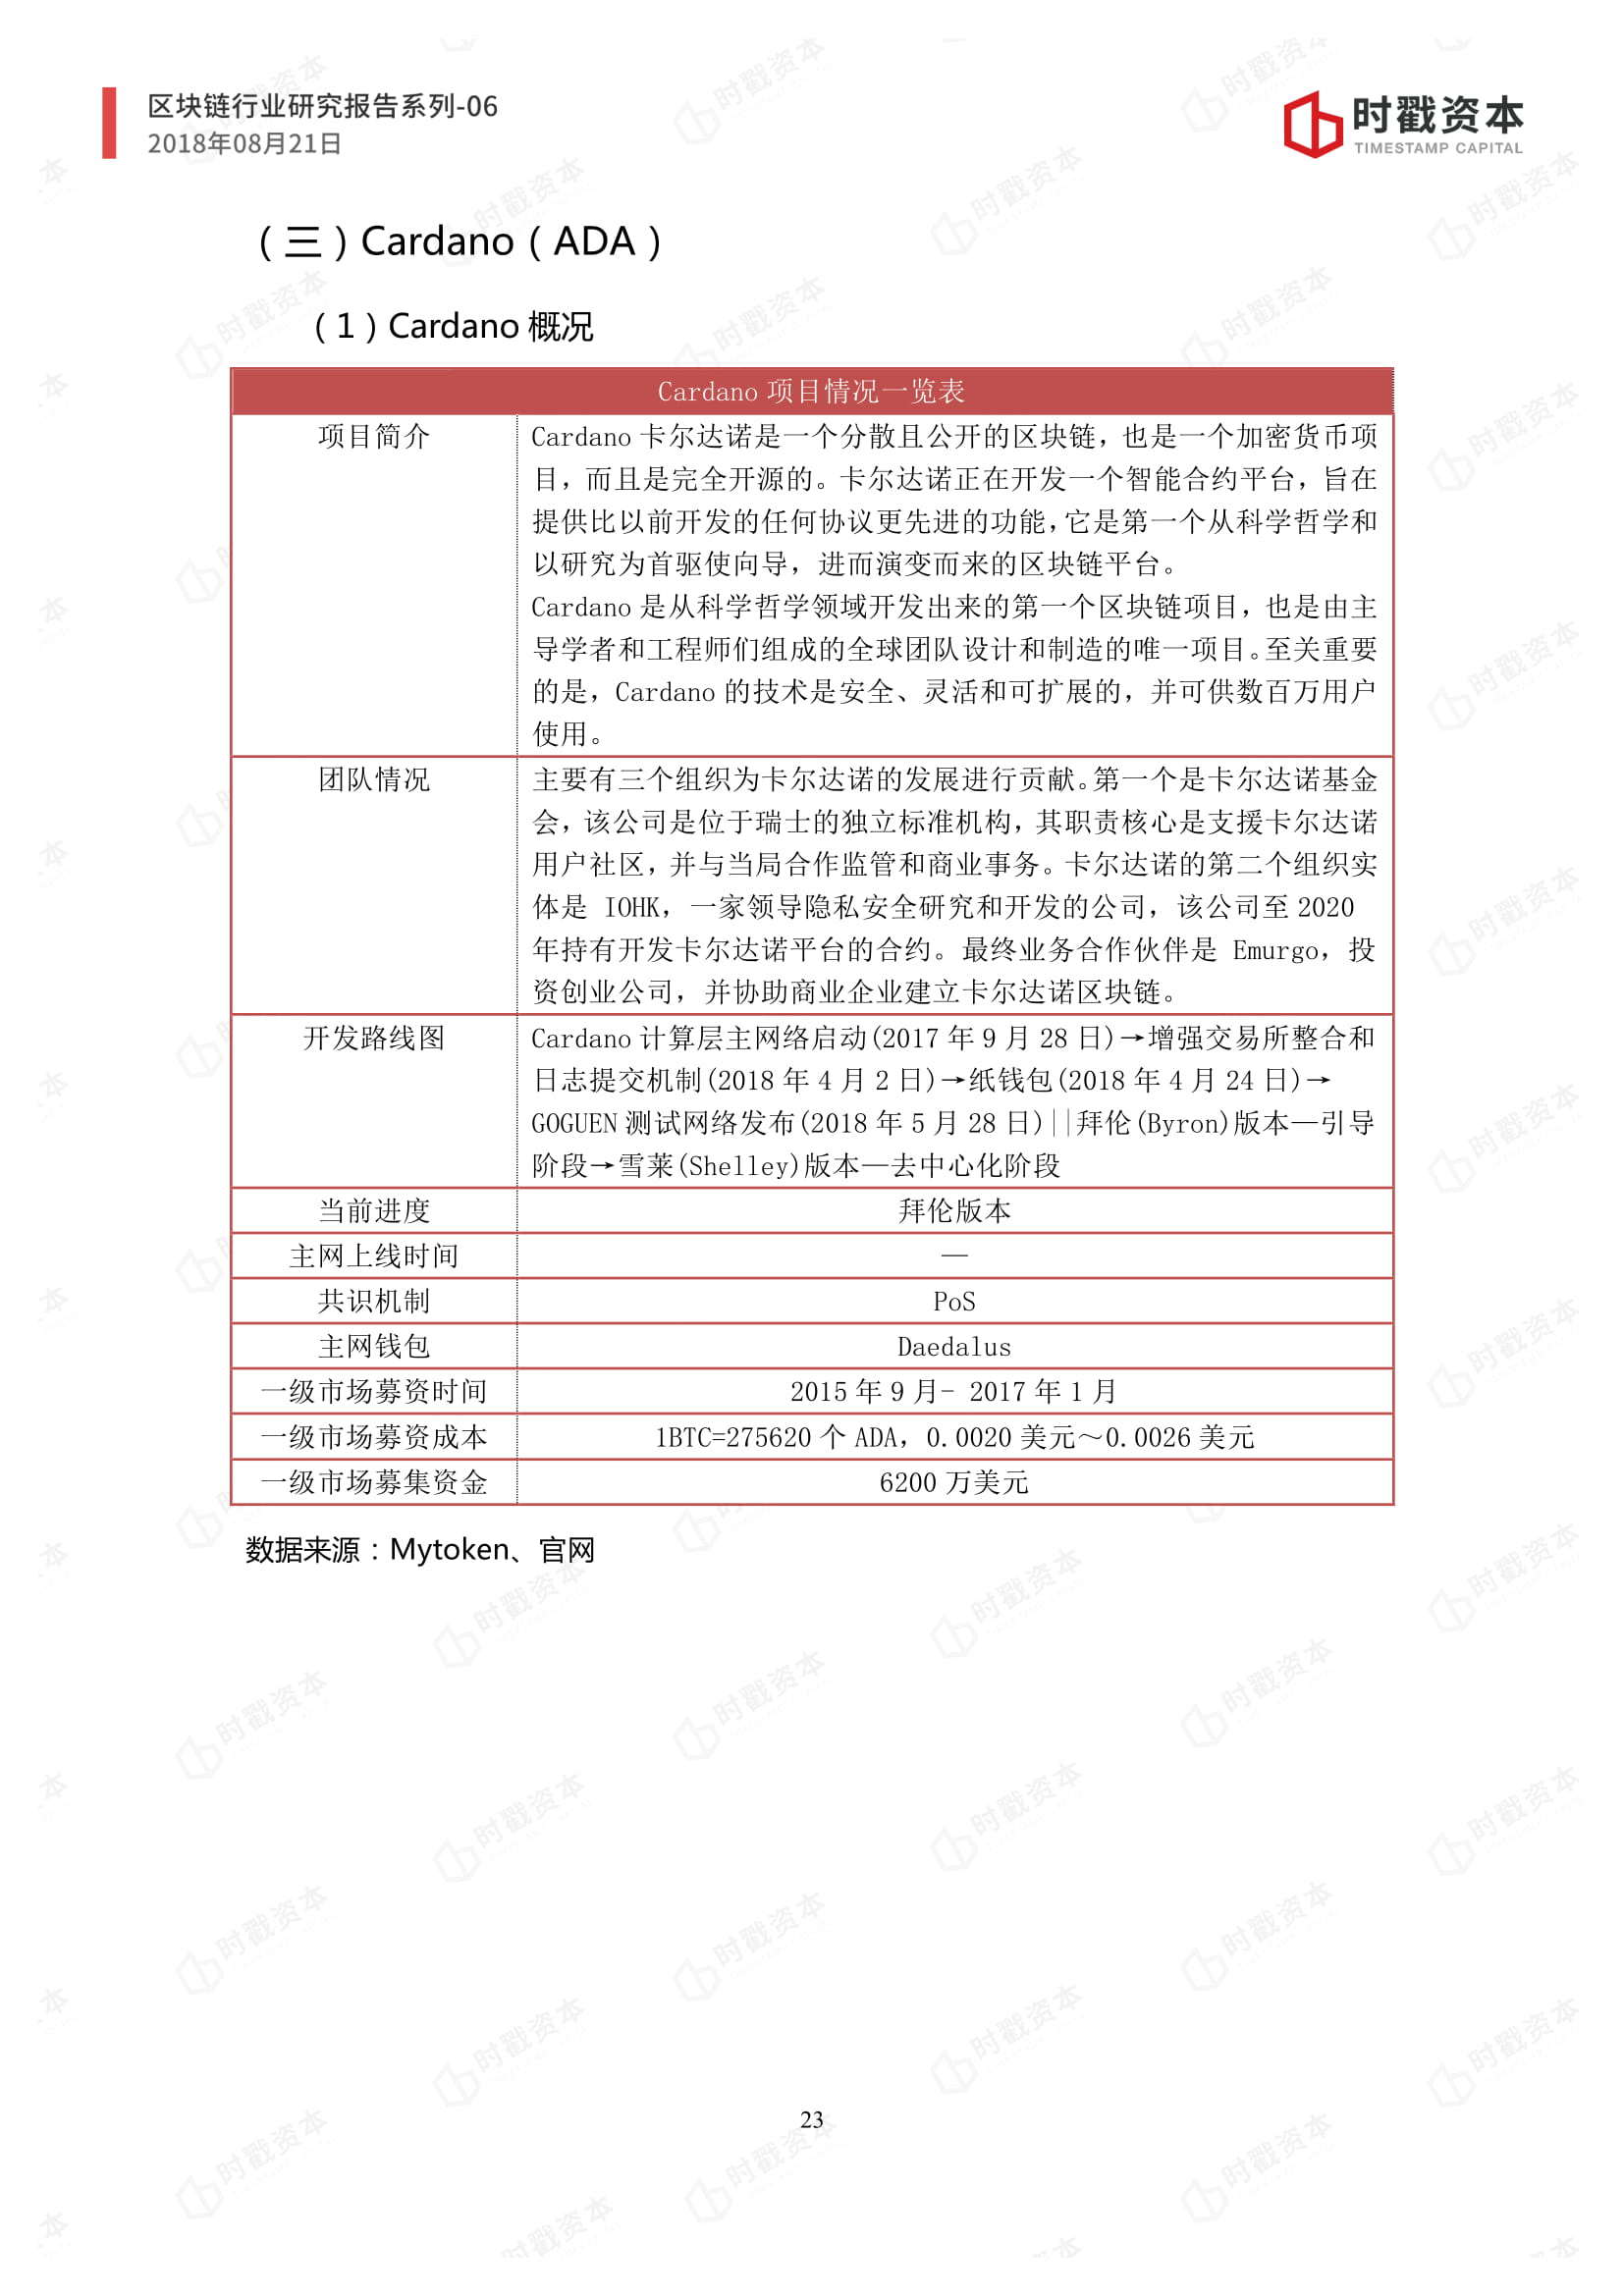 区块链行业研究报告系列-06
2018年08月21日
时戳资本
TIMESTAMP CAPITAL
（三）Cardano（ADA）
（1）Cardano 概况
Cardano 项目情况一览表
项目简介
Cardano 卡尔达诺是一个分散且公开的区块链，也是一个加密货币项
目，而且是完全开源的。卡尔达诺正在开发一个智能合约平台，旨在
提供比以前开发的任何协议更先进的功能，它是第一个从科学哲学和
以研究为首驱使向导，进而演变而来的区块链平台。
Cardano 是从科学哲学领域开发出来的第一个区块链项目，也是由主
导学者和工程师们组成的全球团队设计和制造的唯一项目。至关重要
的是，Cardano 的技术是安全、灵活和可扩展的，并可供数百万用户
使用。
团队情况
主要有三个组织为卡尔达诺的发展进行贡献。第一个是卡尔达诺基金
会，该公司是位于瑞士的独立标准机构，其职责核心是支援卡尔达诺
用户社区，并与当局合作监管和商业事务。卡尔达诺的第二个组织实
体是 IOHK，一家领导隐私安全研究和开发的公司，该公司至 2020
年持有开发卡尔达诺平台的合约。最终业务合作伙伴是 Emurgo，投
资创业公司，并协助商业企业建立卡尔达诺区块链。
开发路线图
Cardano 计算层主网络启动(2017 年 9 月 28 日)→增强交易所整合和
日志提交机制(2018 年 4 月 2 日)→纸钱包(2018 年 4 月 24 日)→
GOGUEN 测试网络发布(2018 年 5 月 28 日)||拜伦(Byron)版本—引导
阶段→雪莱(Shelley)版本—去中心化阶段
当前进度
拜伦版本
主网上线时间
—
共识机制
PoS
主网钱包
Daedalus
一级市场募资时间
2015 年 9 月- 2017 年 1 月
一级市场募资成本
1BTC=275620 个 ADA，0.0020 美元～0.0026 美元
一级市场募集资金
6200 万美元
数据来源：Mytoken、官网
23